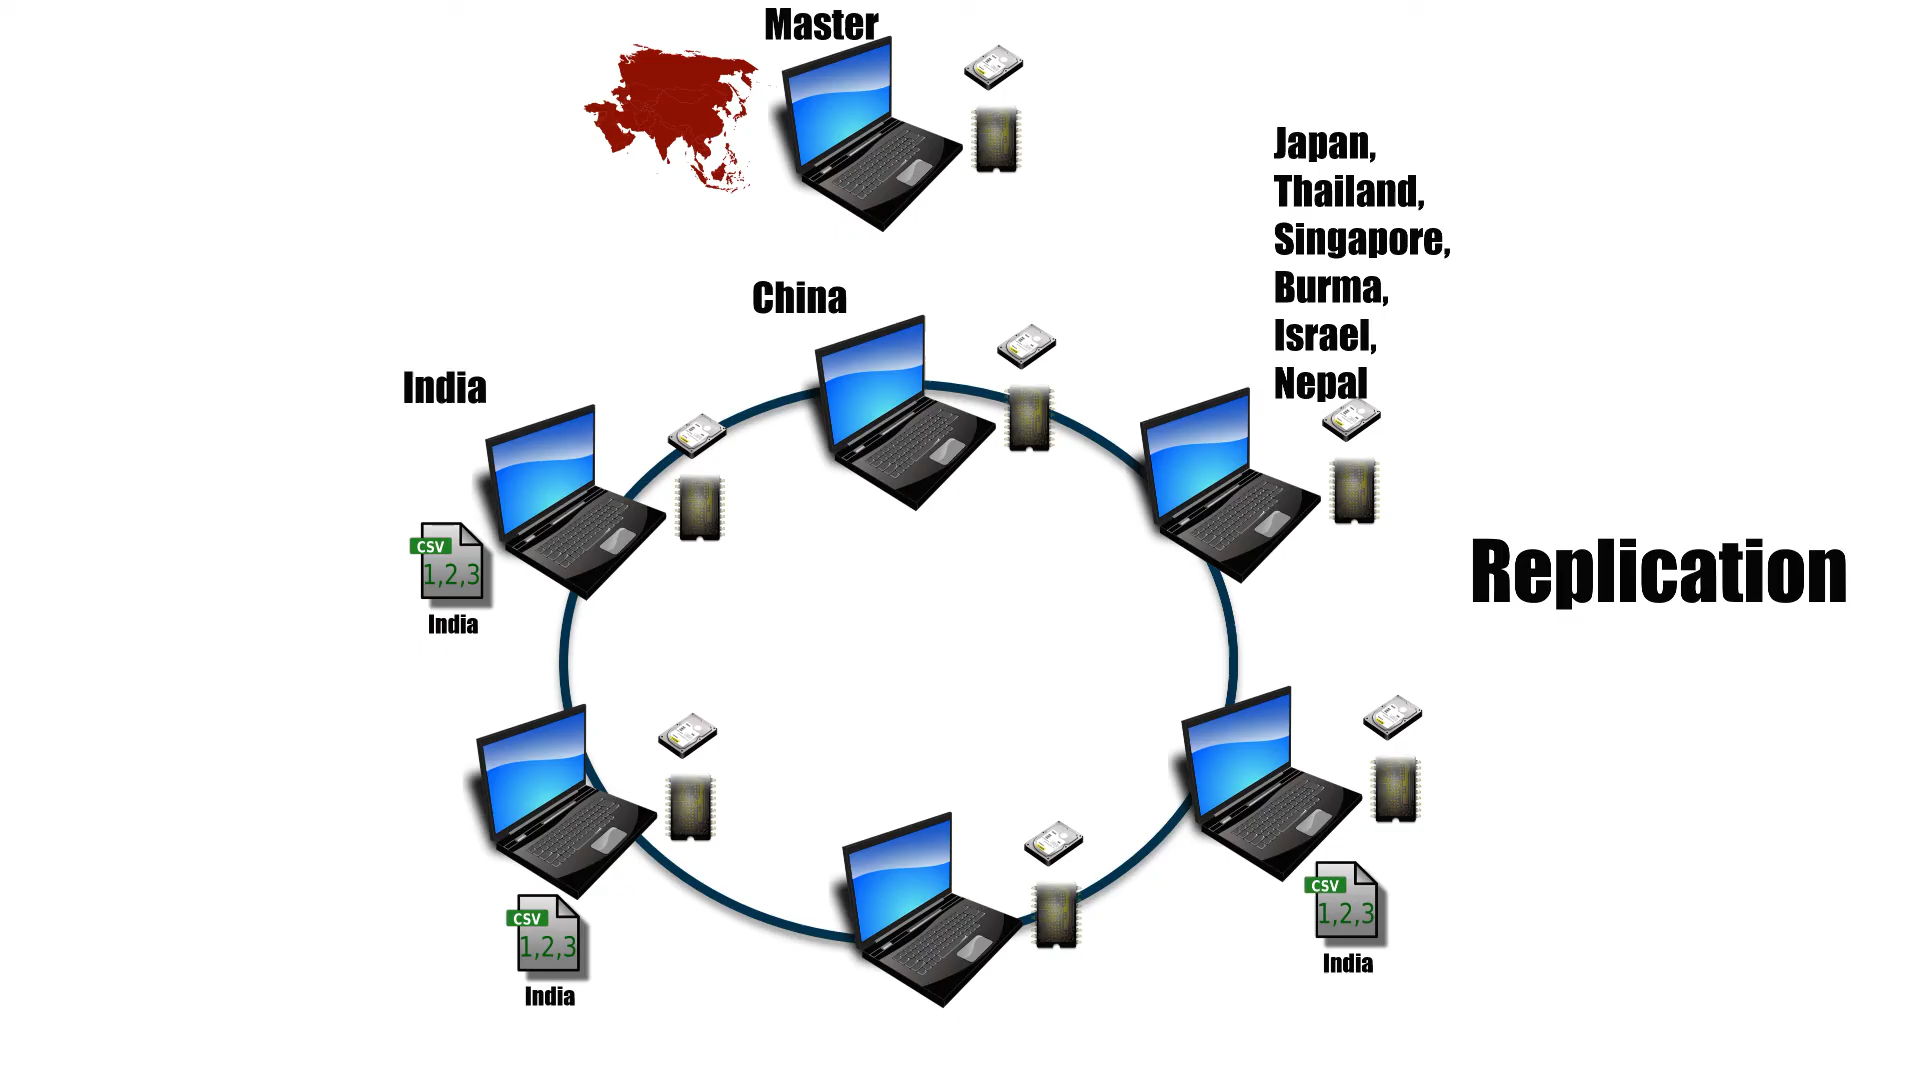 Master
Japan,
Thailand,
Singapore,
Burma,
Israel,
Nepal
China
India
CSV
1,2,3
India
Replication
CSV
1,2,3
India
CSV
1,2,3
India